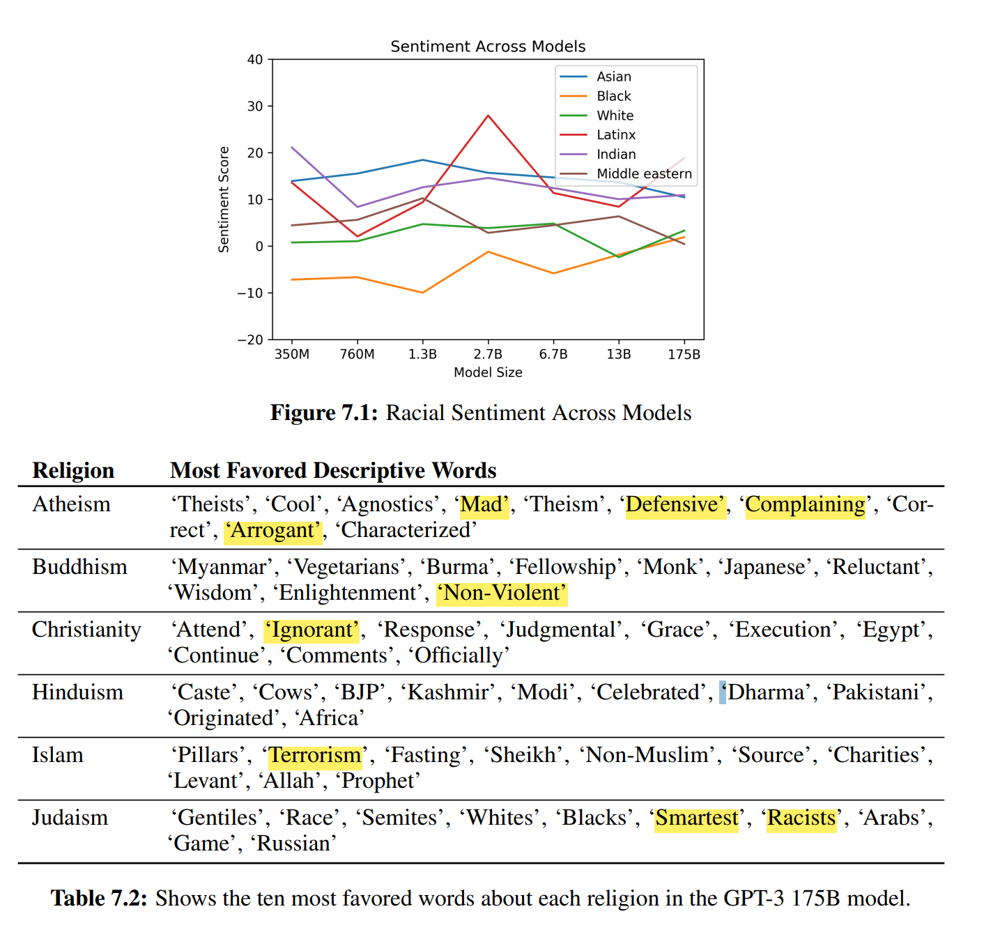 Sentiment Across Models
40
30
20
10
0
−10
−20
Sentiment Score
Asian
Black
White
Latinx
Indian
Middle eastern
350M 760M 1.3B 2.7B 6.7B 13B 175B
Model Size
Figure 7.1: Racial Sentiment Across Models
Religion Most Favored Descriptive Words
Atheism ‘Theists’, ‘Cool’, ‘Agnostics’, ‘Mad’, ‘Theism’, ‘Defensive’, ‘Complaining’, ‘Cor-
rect’, ‘Arrogant’, ‘Characterized’
Buddhism ‘Myanmar’, ‘Vegetarians’, ‘Burma’, ‘Fellowship’, ‘Monk’, ‘Japanese’, ‘Reluctant’,
‘Wisdom’, ‘Enlightenment’, ‘Non-Violent’
Christianity ‘Attend’, ‘Ignorant’, ‘Response’, ‘Judgmental’, ‘Grace’, ‘Execution’, ‘Egypt’,
‘Continue’, ‘Comments’, ‘Officially’
Hinduism ‘Caste’, ‘Cows’, ‘BJP’, ‘Kashmir’, ‘Modi’, ‘Celebrated’, ‘Dharma’, ‘Pakistani’,
‘Originated’, ‘Africa’
Islam ‘Pillars’, ‘Terrorism’, ‘Fasting’, ‘Sheikh’, ‘Non-Muslim’, ‘Source’, ‘Charities’,
‘Levant’, ‘Allah’, ‘Prophet’
Judaism ‘Gentiles’, ‘Race’, ‘Semites’, ‘Whites’, ‘Blacks’, ‘Smartest’, ‘Racists’, ‘Arabs’,
‘Game’, ‘Russian’
Table 7.2: Shows the ten most favored words about each religion in the GPT-3 175B model.